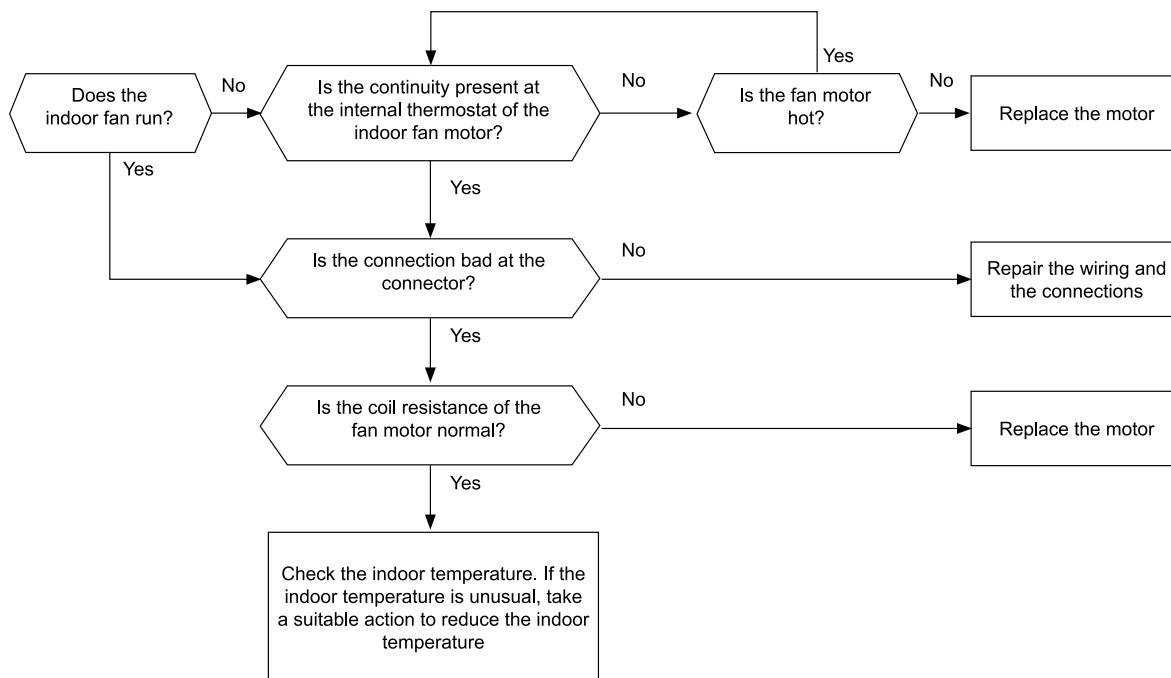 Yes
Does the
indoor fan run?
No
Is the continuity present at
the internal thermostat of the
indoor fan motor?
No
Is the fan motor
hot?
No
Replace the motor
Yes
Yes
Is the connection bad at the
connector?
No
Repair the wiring and
the connections
Yes
Is the coil resistance of the
fan motor normal?
No
Replace the motor
Yes
Check the indoor temperature. If the
indoor temperature is unusual, take
a suitable action to reduce the indoor
temperature